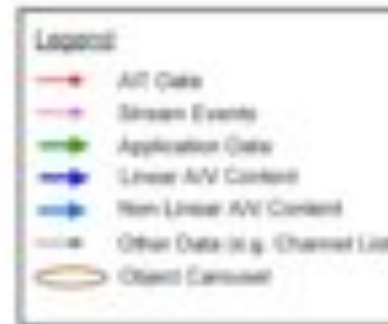 Legend
AIT Data
Stream Events
Application Data
Linear A/V Content
Non-Linear A/V Content
Other Data (e.g. Channel List
Object Carousel